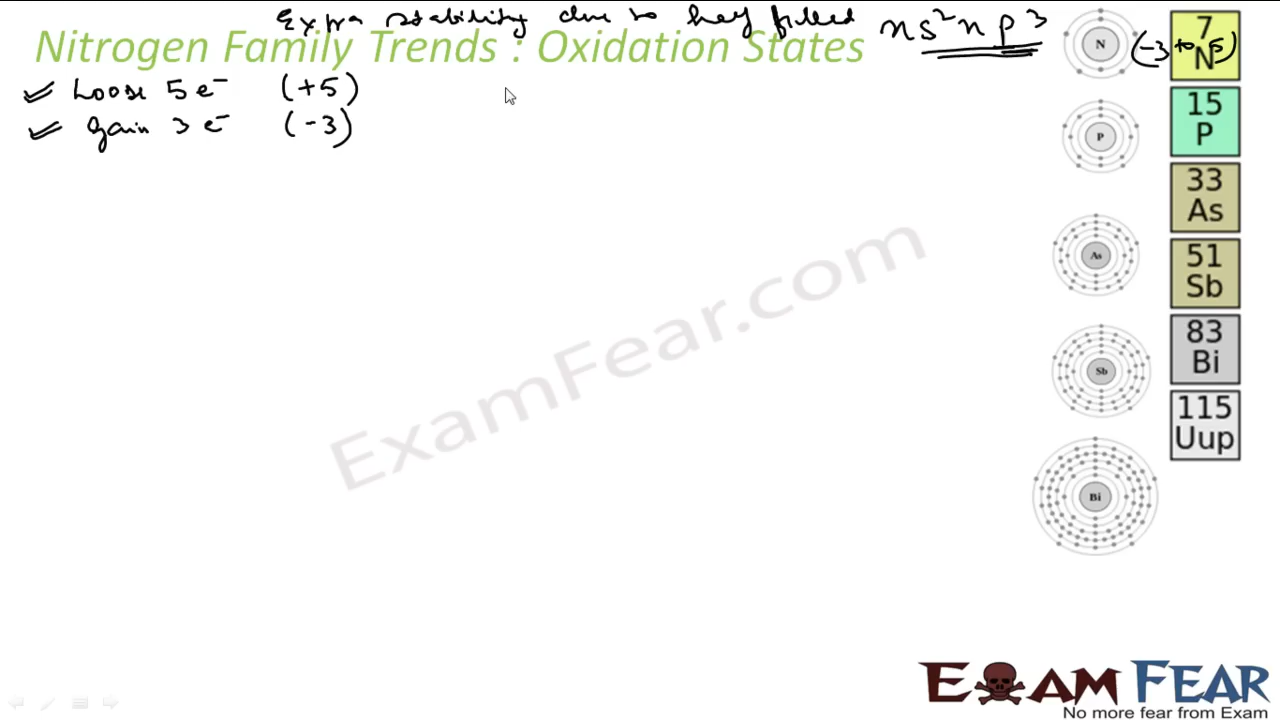 Extra stability due to half filled ns²np³
Nitrogen Family Trends : Oxidation States
Loose 5e⁻ (+5)
Gain 3e⁻ (-3)
N
7
N
(-3 to 5)
P
15
P
As
33
As
Sb
51
Sb
Bi
83
Bi
115
Uup
ExamFear.com
EXAM FEAR
No more fear from Exam